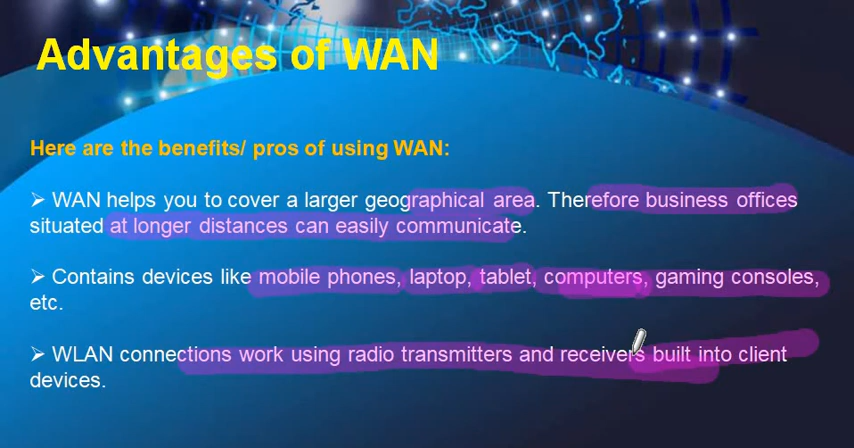 Advantages of WAN
Here are the benefits/ pros of using WAN:
➢ WAN helps you to cover a larger geographical area. Therefore business offices
situated at longer distances can easily communicate.
➢ Contains devices like mobile phones, laptop, tablet, computers, gaming consoles,
etc.
➢ WLAN connections work using radio transmitters and receivers built into client
devices.